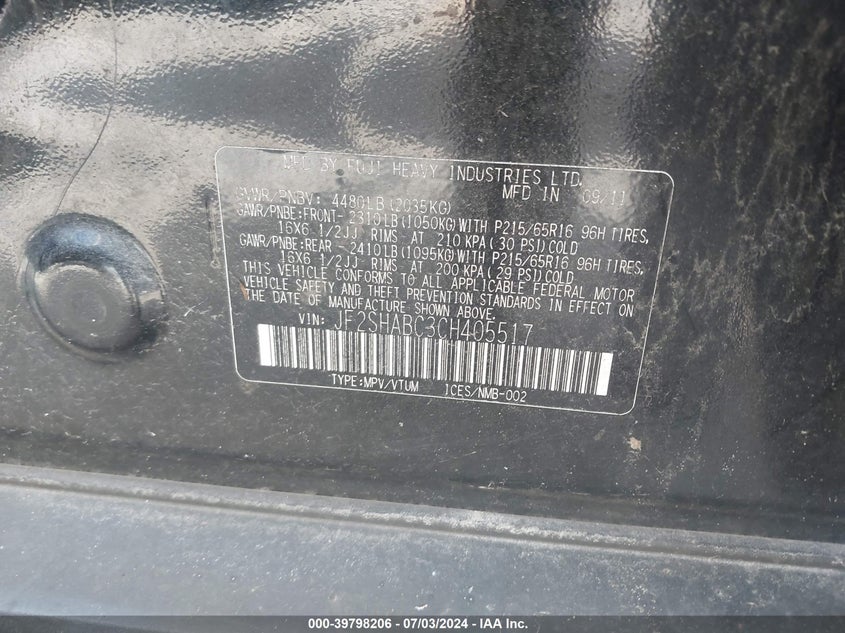 MFD BY FUJI HEAVY INDUSTRIES LTD.
MFD IN 09/11
GVWR/PNBV: 4480LB(2035KG)
GAWR/PNBE:FRONT- 2310LB(1050KG)WITH P215/65R16 96H TIRES,
16X6 1/2JJ RIMS AT 210 KPA(30 PSI)COLD
GAWR/PNBE:REAR -2410LB(1095KG)WITH P215/65R16 96H TIRES,
16X6 1/2JJ RIMS AT 200 KPA(29 PSI)COLD
THIS VEHICLE CONFORMS TO ALL APPLICABLE FEDERAL MOTOR
VEHICLE SAFETY AND THEFT PREVENTION STANDARDS IN EFFECT ON
THE DATE OF MANUFACTURE SHOWN ABOVE.
VIN: JF2SHABC3CH405517
TYPE:MPV/VTUM ICES/NMB-002
000-39798206 - 07/03/2024 - IAA Inc.